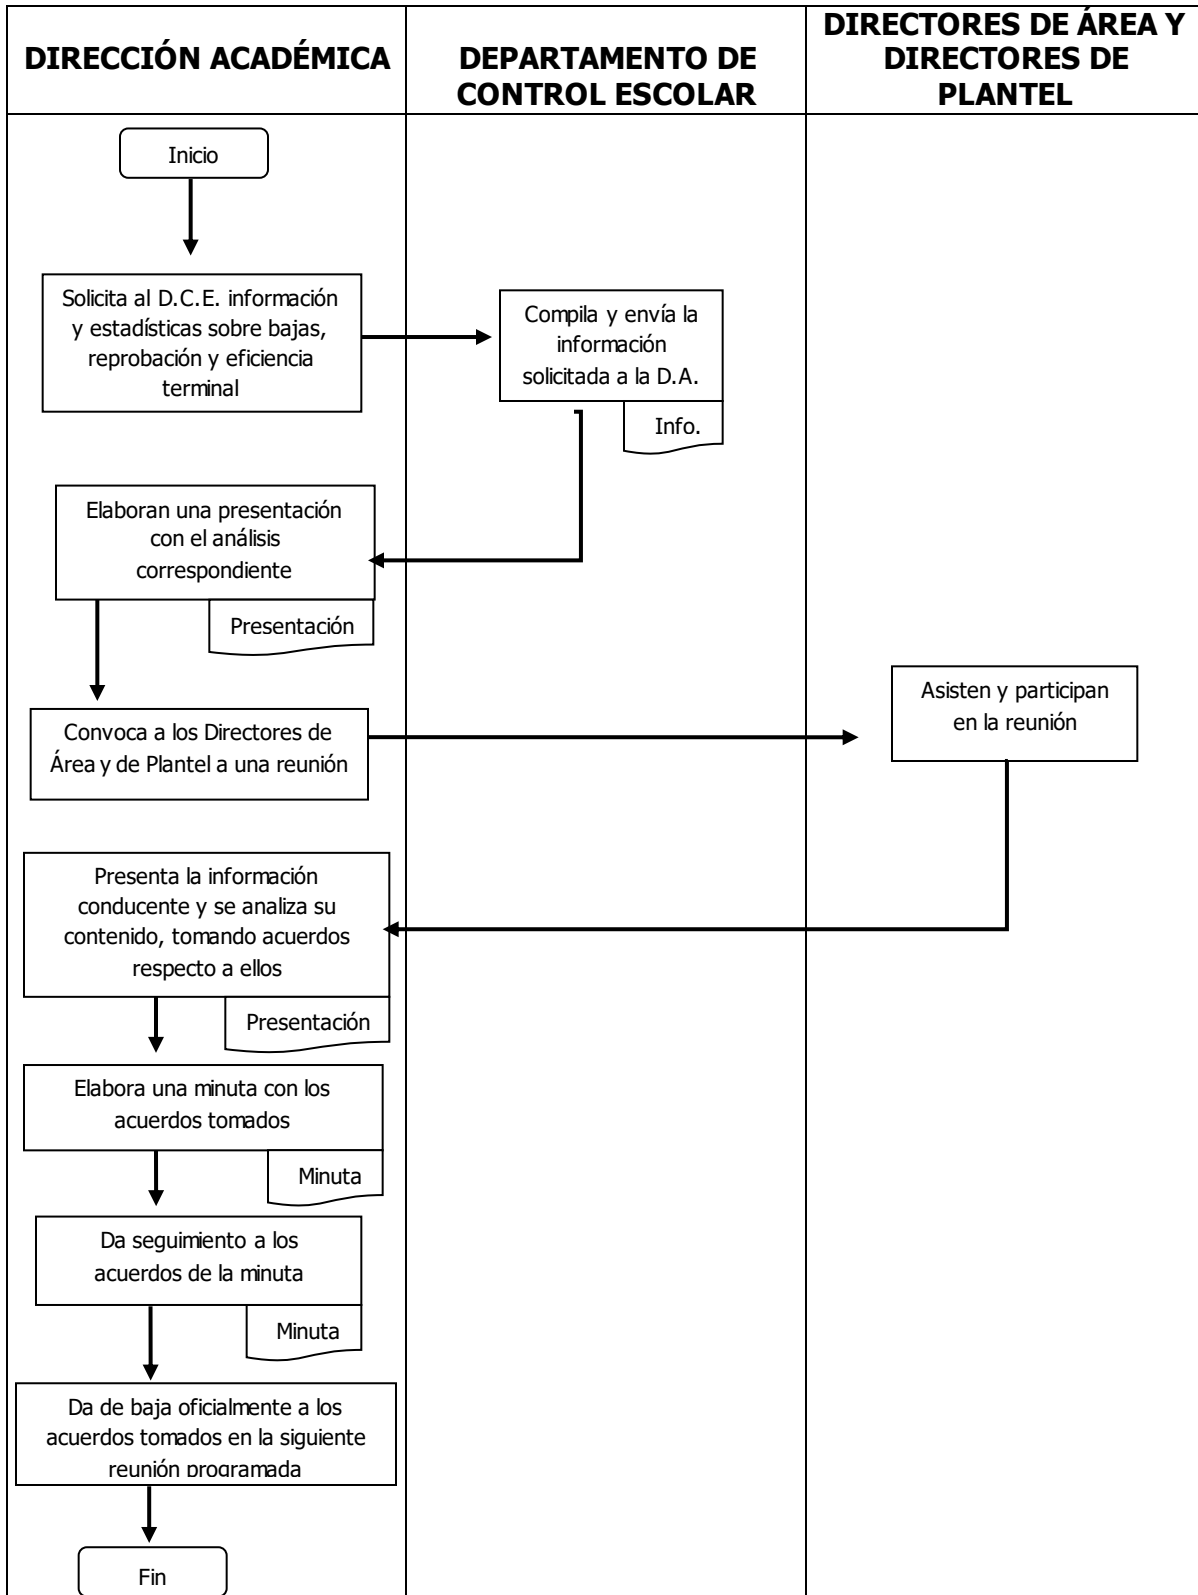 DIRECCIÓN ACADÉMICA
DEPARTAMENTO DE
CONTROL ESCOLAR
DIRECTORES DE ÁREA Y
DIRECTORES DE
PLANTEL
Inicio
Solicita al D.C.E. información
y estadísticas sobre bajas,
reprobación y eficiencia
terminal
Compila y envía la
información
solicitada a la D.A.
Info.
Elaboran una presentación
con el análisis
correspondiente
Presentación
Convoca a los Directores de
Área y de Plantel a una reunión
Asisten y participan
en la reunión
Presenta la información
conducente y se analiza su
contenido, tomando acuerdos
respecto a ellos
Presentación
Elabora una minuta con los
acuerdos tomados
Minuta
Da seguimiento a los
acuerdos de la minuta
Minuta
Da de baja oficialmente a los
acuerdos tomados en la siguiente
reunión programada
Fin